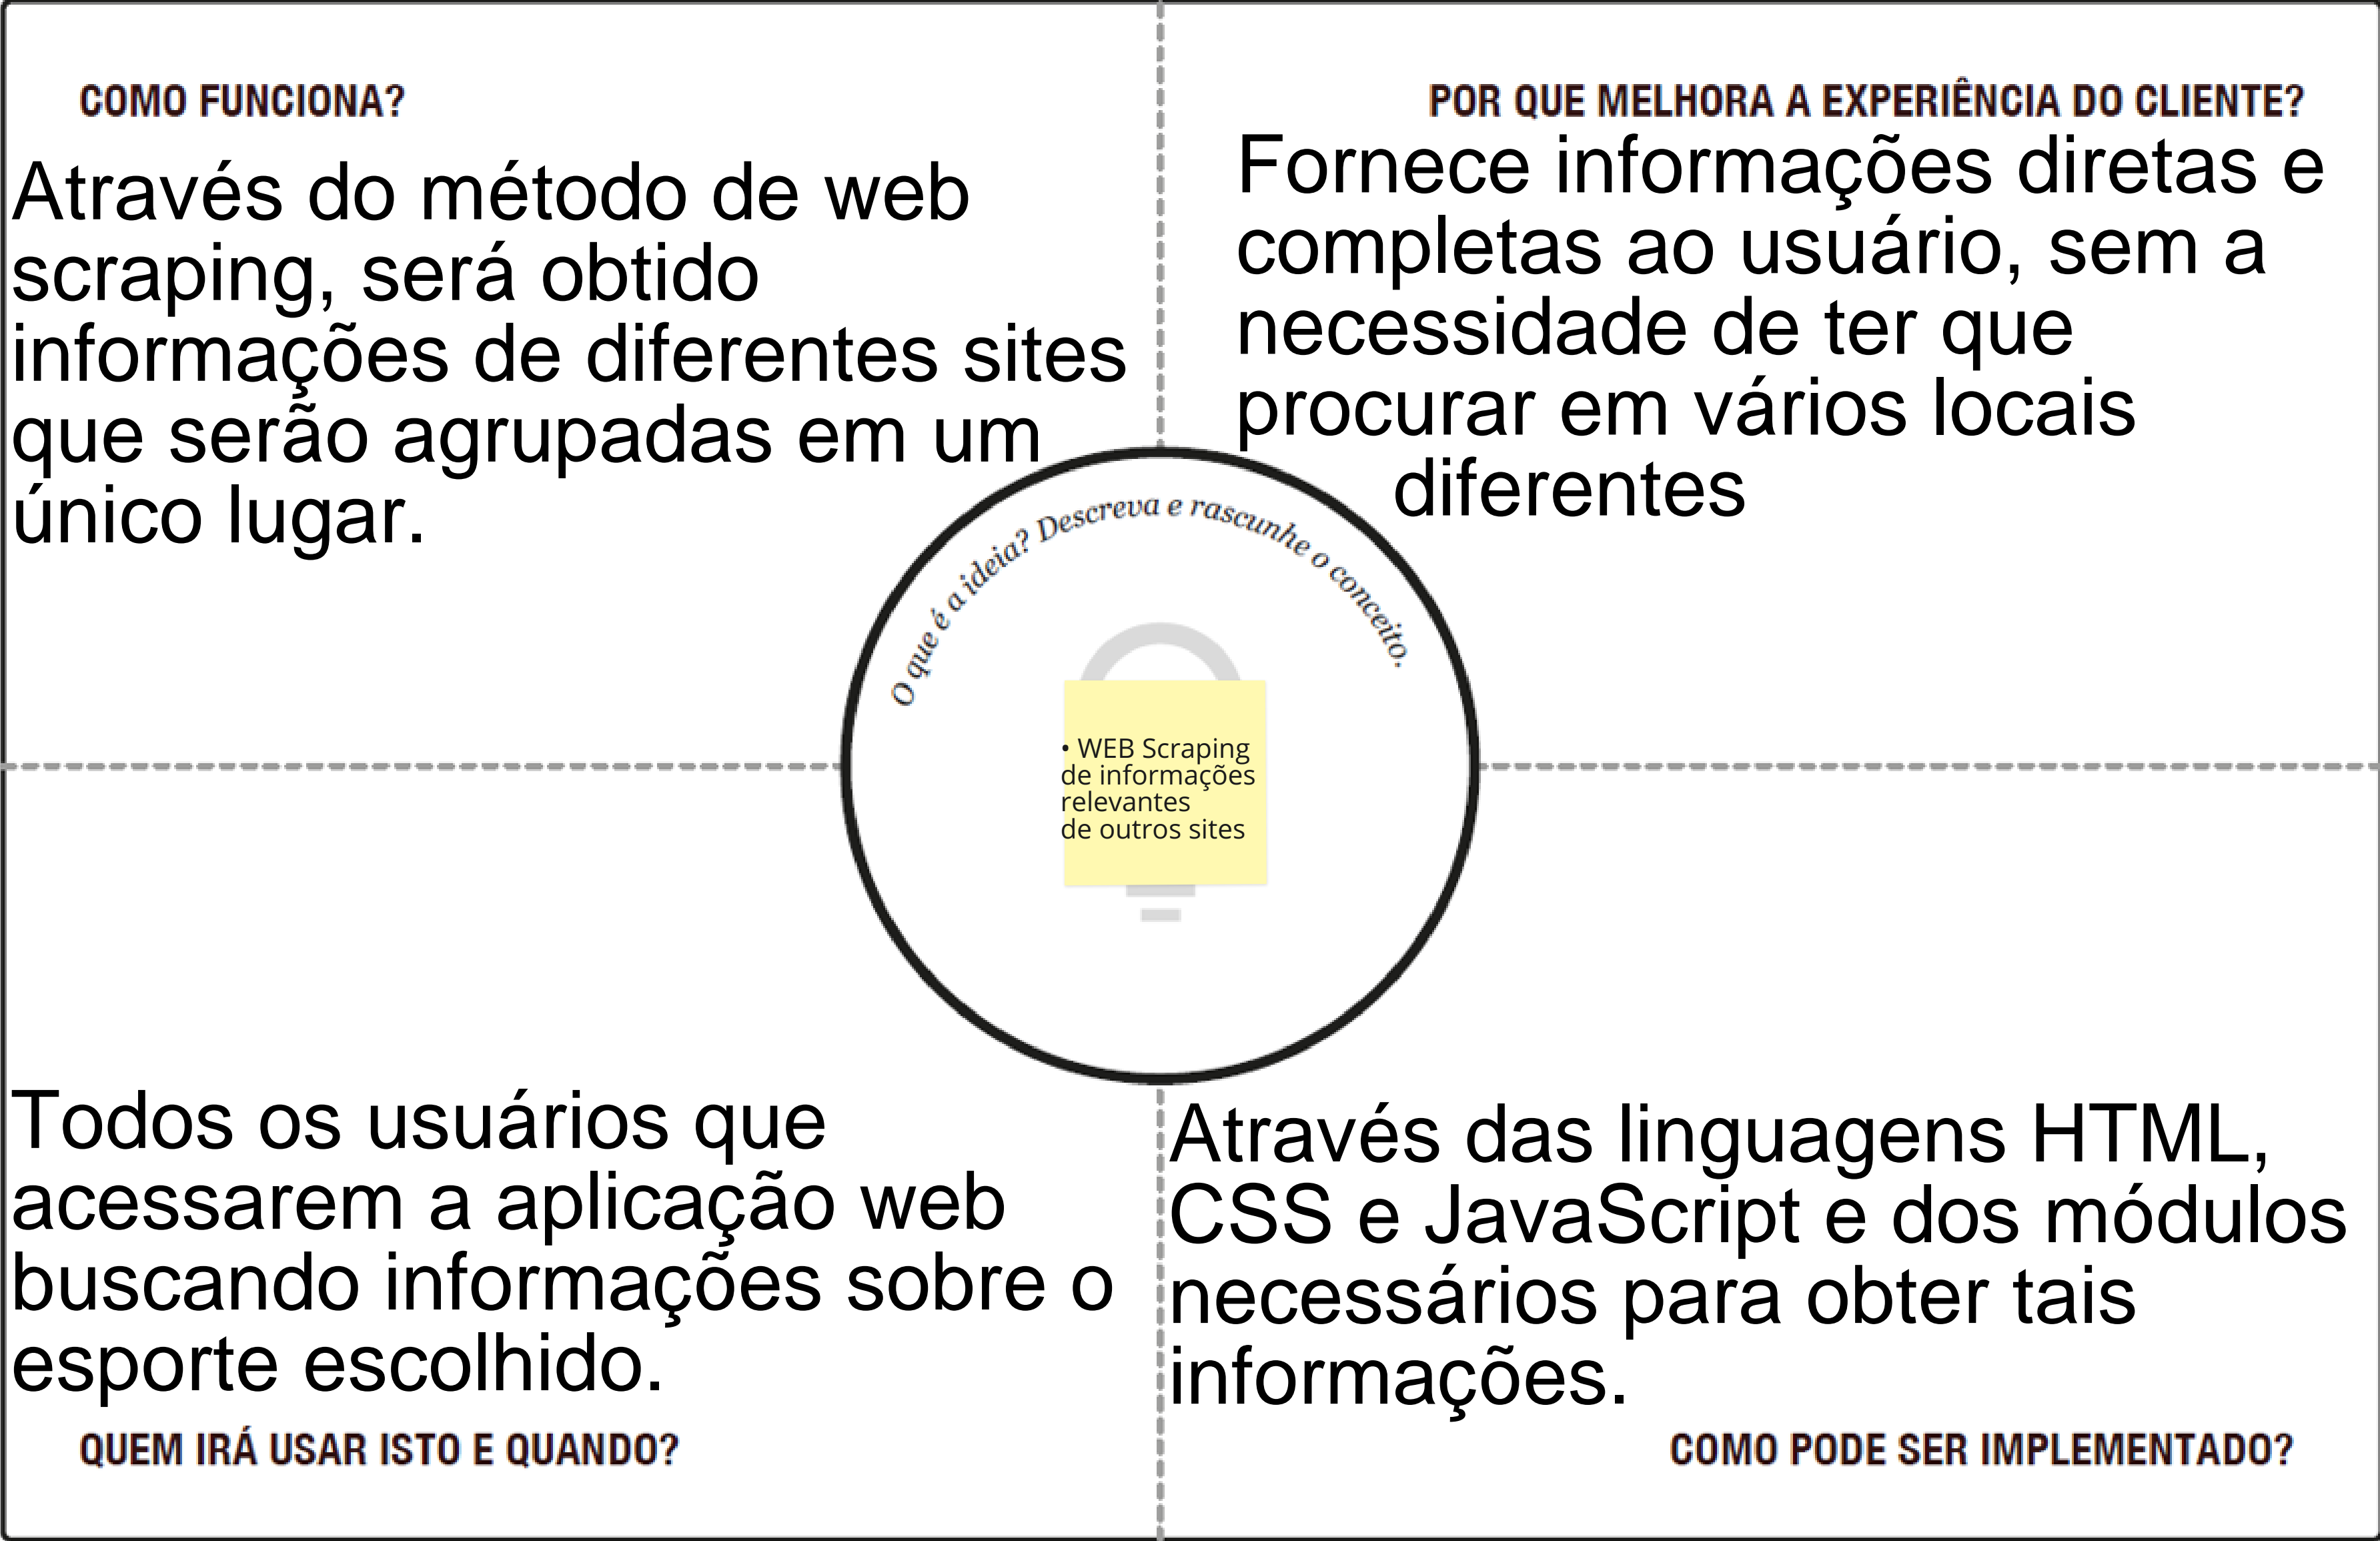 COMO FUNCIONA?
Através do método de web
scraping, será obtido
informações de diferentes sites
que serão agrupadas em um
único lugar.
POR QUE MELHORA A EXPERIÊNCIA DO CLIENTE?
Fornece informações diretas e
completas ao usuário, sem a
necessidade de ter que
procurar em vários locais
diferentes
O que é a ideia? Descreva e rascunhe o conceito.
• WEB Scraping
de informações
relevantes
de outros sites
Todos os usuários que
acessarem a aplicação web
buscando informações sobre o
esporte escolhido.
QUEM IRÁ USAR ISTO E QUANDO?
Através das linguagens HTML,
CSS e JavaScript e dos módulos
necessários para obter tais
informações.
COMO PODE SER IMPLEMENTADO?